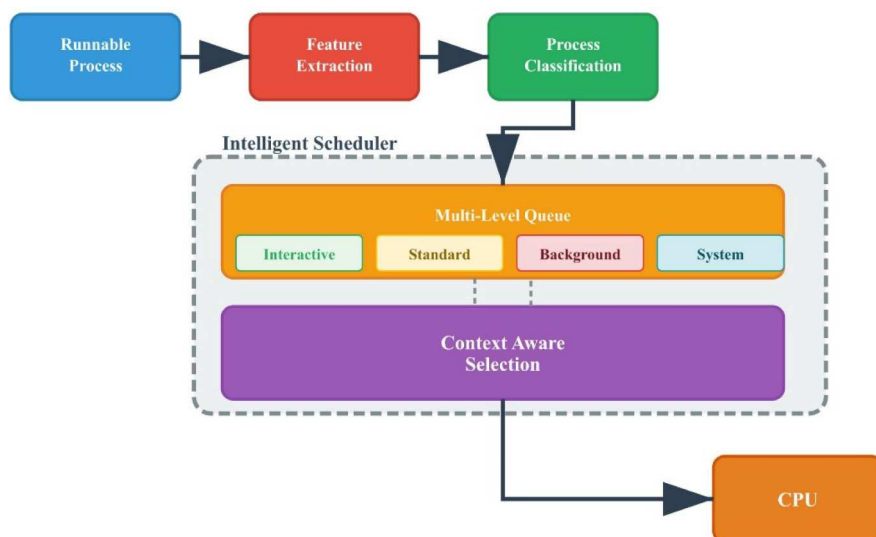 Runnable
Process
Feature
Extraction
Process
Classification
Intelligent Scheduler
Multi-Level Queue
Interactive
Standard
Background
System
Context Aware
Selection
CPU